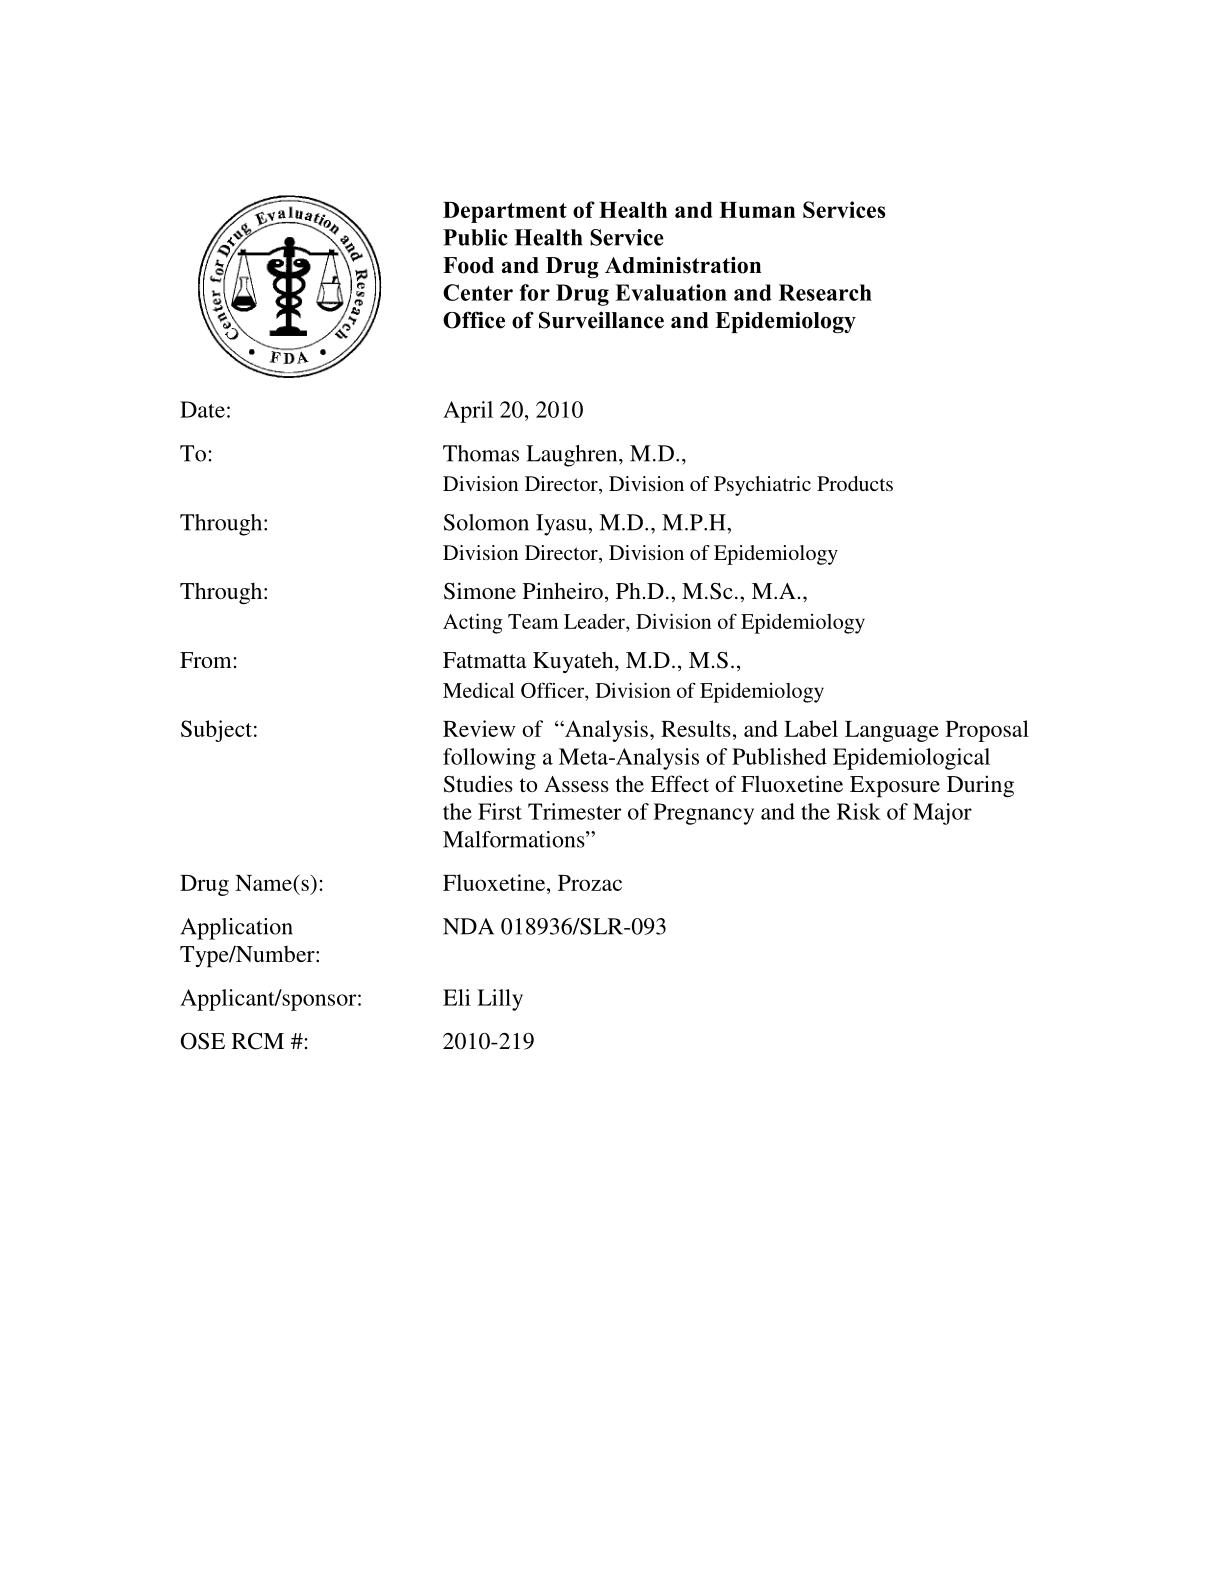 Center for Drug Evaluation and Research
• FDA •
Department of Health and Human Services
Public Health Service
Food and Drug Administration
Center for Drug Evaluation and Research
Office of Surveillance and Epidemiology
Date: April 20, 2010
To: Thomas Laughren, M.D.,
Division Director, Division of Psychiatric Products
Through: Solomon Iyasu, M.D., M.P.H,
Division Director, Division of Epidemiology
Through: Simone Pinheiro, Ph.D., M.Sc., M.A.,
Acting Team Leader, Division of Epidemiology
From: Fatmatta Kuyateh, M.D., M.S.,
Medical Officer, Division of Epidemiology
Subject: Review of “Analysis, Results, and Label Language Proposal
following a Meta-Analysis of Published Epidemiological
Studies to Assess the Effect of Fluoxetine Exposure During
the First Trimester of Pregnancy and the Risk of Major
Malformations”
Drug Name(s): Fluoxetine, Prozac
Application NDA 018936/SLR-093
Type/Number:
Applicant/sponsor: Eli Lilly
OSE RCM #: 2010-219